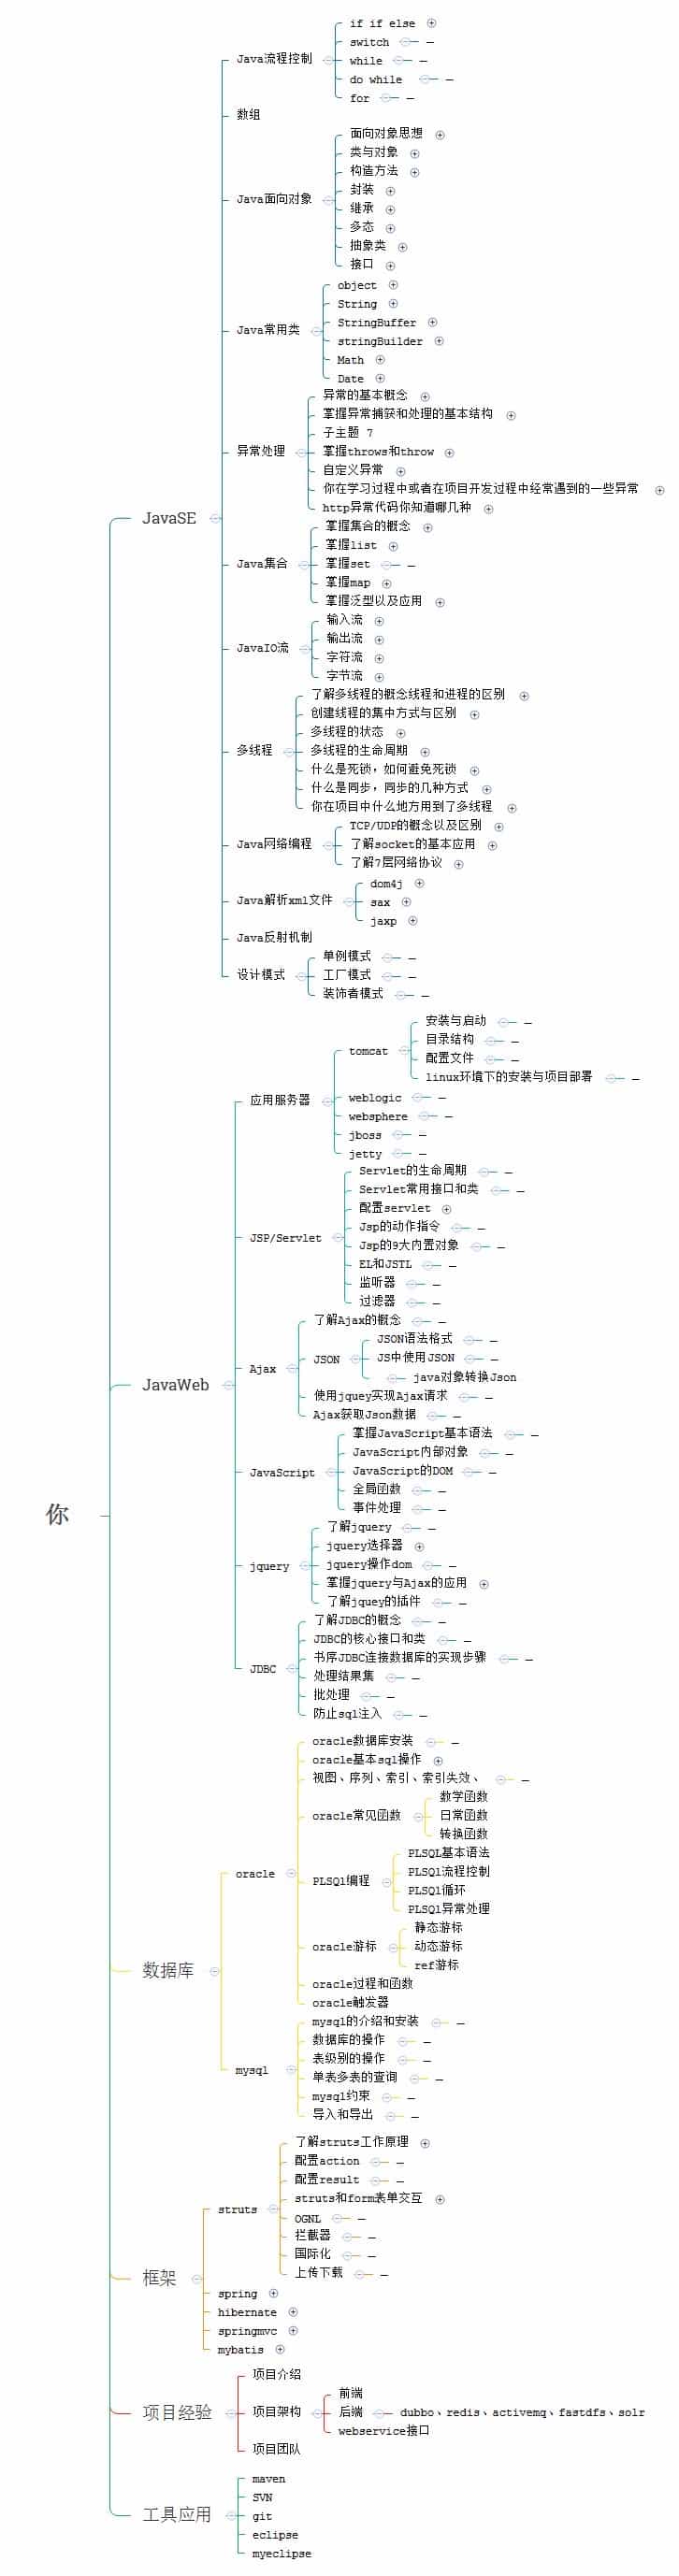 你
JavaSE
Java流程控制
if if else
switch
while
do while
for
数组
Java面向对象
面向对象思想
类与对象
构造方法
封装
继承
多态
抽象类
接口
Java常用类
object
String
StringBuffer
stringBuilder
Math
Date
异常处理
异常的基本概念
掌握异常捕获和处理的基本结构
子主题 7
掌握throws和throw
自定义异常
你在学习过程中或者在项目开发过程中经常遇到的一些异常
http异常代码你知道哪几种
Java集合
掌握集合的概念
掌握list
掌握set
掌握map
掌握泛型以及应用
JavaIO流
输入流
输出流
字符流
字节流
多线程
了解多线程的概念线程和进程的区别
创建线程的集中方式与区别
多线程的状态
多线程的生命周期
什么是死锁，如何避免死锁
什么是同步，同步的几种方式
你在项目中什么地方用到了多线程
Java网络编程
TCP/UDP的概念以及区别
了解socket的基本应用
了解7层网络协议
Java解析xml文件
dom4j
sax
jaxp
Java反射机制
设计模式
单例模式
工厂模式
装饰者模式
JavaWeb
应用服务器
tomcat
安装与启动
目录结构
配置文件
linux环境下的安装与项目部署
weblogic
websphere
jboss
jetty
JSP/Servlet
Servlet的生命周期
Servlet常用接口和类
配置servlet
Jsp的动作指令
Jsp的9大内置对象
EL和JSTL
监听器
过滤器
Ajax
了解Ajax的概念
JSON
JSON语法格式
JS中使用JSON
java对象转换Json
使用jquey实现Ajax请求
Ajax获取Json数据
JavaScript
掌握JavaScript基本语法
JavaScript内部对象
JavaScript的DOM
全局函数
事件处理
jquery
了解jquery
jquery选择器
jquery操作dom
掌握jquery与Ajax的应用
了解jquey的插件
JDBC
了解JDBC的概念
JDBC的核心接口和类
书序JDBC连接数据库的实现步骤
处理结果集
批处理
防止sql注入
数据库
oracle
oracle数据库安装
oracle基本sql操作
视图、序列、索引、索引失效、
oracle常见函数
数学函数
日常函数
转换函数
PLSQl编程
PLSQL基本语法
PLSQl流程控制
PLSQl循环
PLSQl异常处理
oracle游标
静态游标
动态游标
ref游标
oracle过程和函数
oracle触发器
mysql
mysql的介绍和安装
数据库的操作
表级别的操作
单表多表的查询
mysql约束
导入和导出
框架
struts
了解struts工作原理
配置action
配置result
struts和form表单交互
OGNL
拦截器
国际化
上传下载
spring
hibernate
springmvc
mybatis
项目经验
项目介绍
项目架构
前端
后端
dubbo、redis、activemq、fastdfs、solr
webservice接口
项目团队
工具应用
maven
SVN
git
eclipse
myeclipse